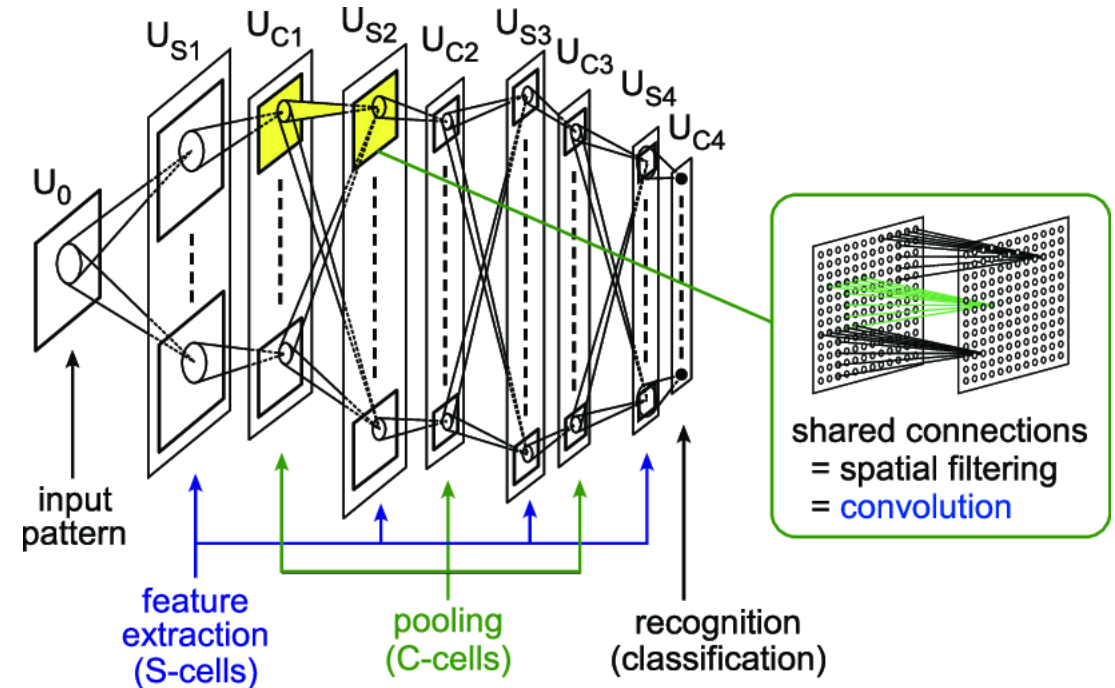 U0
US1
UC1
US2
UC2
US3
UC3
US4
UC4
input
pattern
feature
extraction
(S-cells)
pooling
(C-cells)
recognition
(classification)
shared connections
= spatial filtering
= convolution